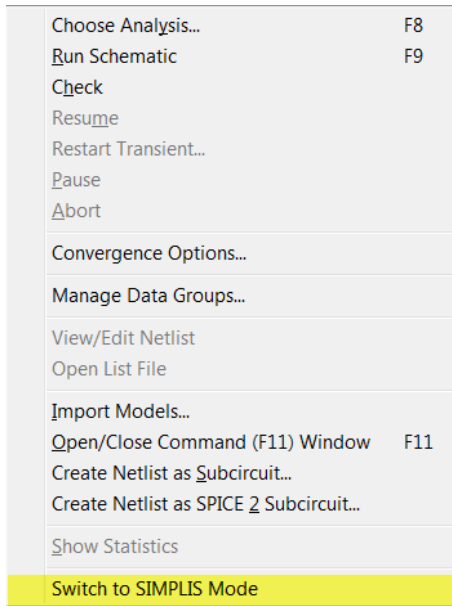 Choose Analysis... F8
Run Schematic F9
Check
Resume
Restart Transient...
Pause
Abort
Convergence Options...
Manage Data Groups...
View/Edit Netlist
Open List File
Import Models...
Open/Close Command (F11) Window F11
Create Netlist as Subcircuit...
Create Netlist as SPICE 2 Subcircuit...
Show Statistics
Switch to SIMPLIS Mode